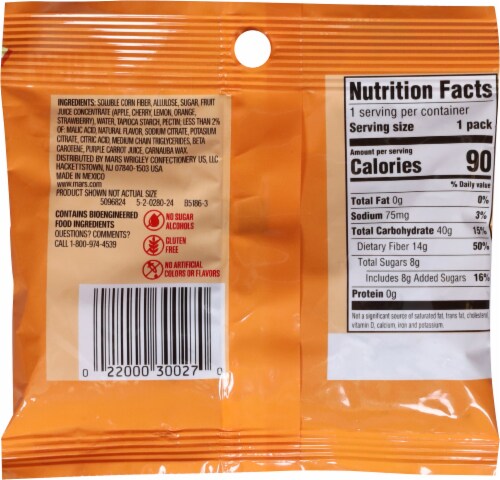 INGREDIENTS: SOLUBLE CORN FIBER, ALLULOSE, SUGAR, FRUIT
JUICE CONCENTRATE (APPLE, CHERRY, LEMON, ORANGE,
STRAWBERRY), WATER, TAPIOCA STARCH, PECTIN; LESS THAN 2%
OF: MALIC ACID, NATURAL FLAVOR, SODIUM CITRATE, POTASSIUM
CITRATE, CITRIC ACID, MEDIUM CHAIN TRIGLYCERIDES, BETA
CAROTENE, PURPLE CARROT JUICE, CARNAUBA WAX.
DISTRIBUTED BY MARS WRIGLEY CONFECTIONERY US, LLC
HACKETTSTOWN, NJ 07840-1503 USA
MADE IN MEXICO
www.mars.com
PRODUCT SHOWN NOT ACTUAL SIZE
5096824 5-2-0280-24 B5186-3
CONTAINS BIOENGINEERED
FOOD INGREDIENTS
QUESTIONS? COMMENTS?
CALL 1-800-974-4539
NO SUGAR
ALCOHOLS
GLUTEN
FREE
NO ARTIFICIAL
COLORS OR FLAVORS
0 22000 30027 0
Nutrition Facts
1 serving per container
Serving size 1 pack
Amount per serving
Calories 90
% Daily value
Total Fat 0g 0%
Sodium 75mg 3%
Total Carbohydrate 40g 15%
Dietary Fiber 14g 50%
Total Sugars 8g
Includes 8g Added Sugars 16%
Protein 0g
Not a significant source of saturated fat, trans fat, cholesterol,
vitamin D, calcium, iron and potassium.